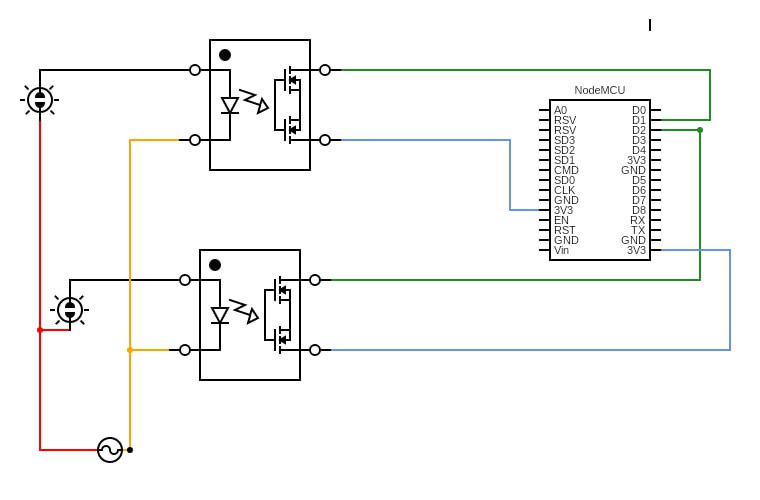 NodeMCU
A0 D0
RSV D1
RSV D2
SD3 D3
SD2 D4
SD1 3V3
CMD GND
SD0 D5
CLK D6
GND D7
3V3 D8
EN RX
RST TX
GND GND
Vin 3V3